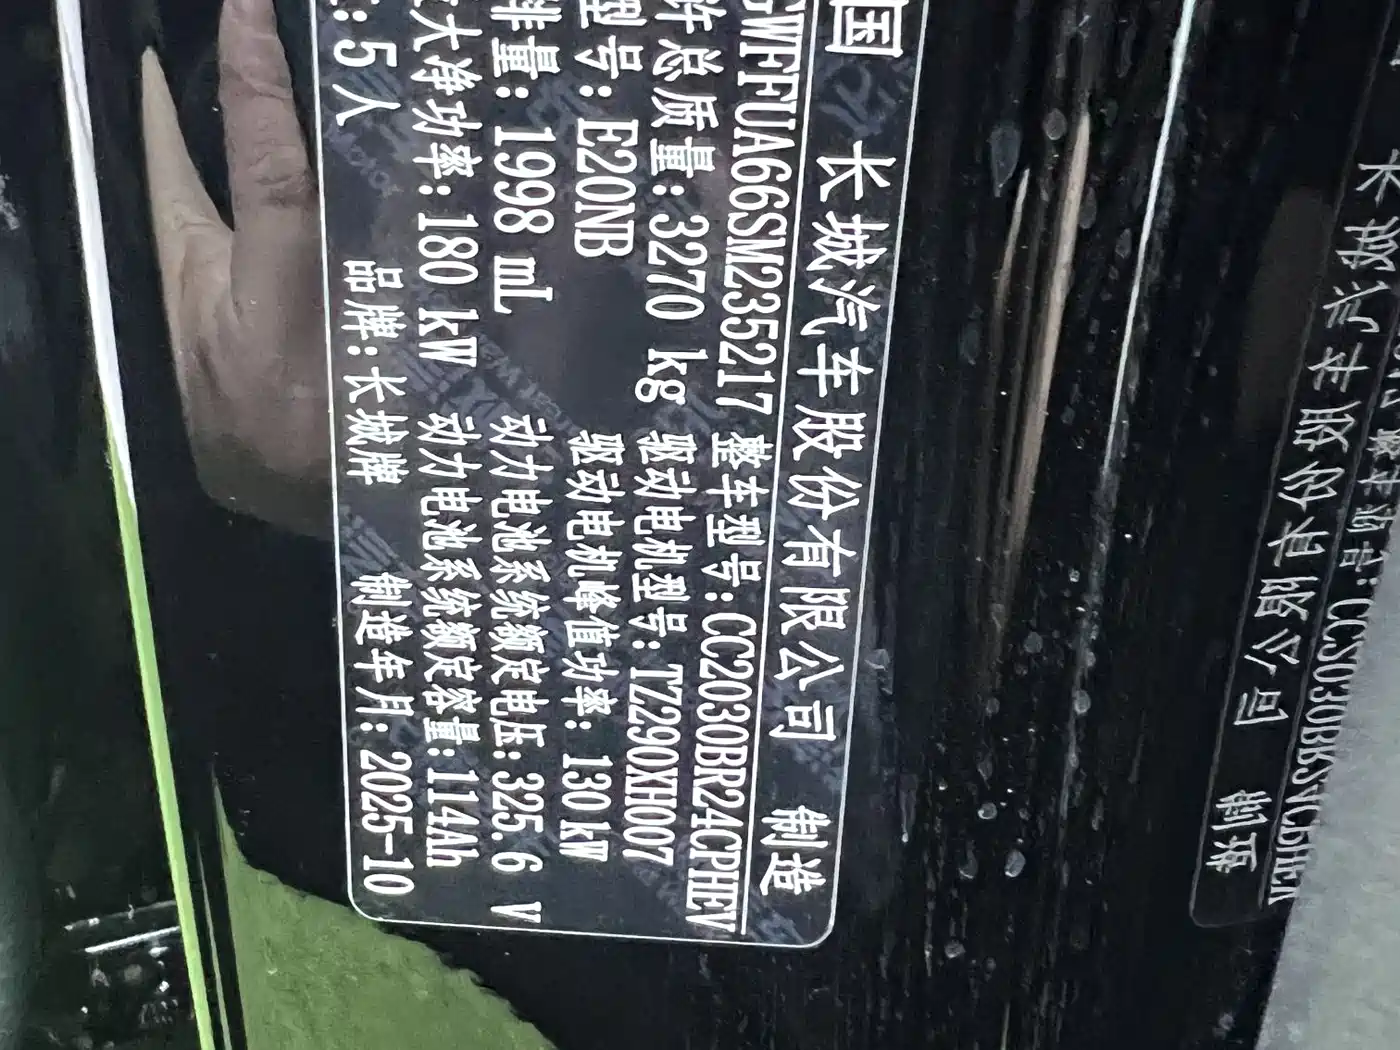 国 长城汽车股份有限公司 制造
GWFFUA66SM235217 整车型号:CC2030BR24CPHEV
许总质量:3270 kg 驱动电机型号:TZ290XH007
型号:E20NB 驱动电机峰值功率:130 kW
排量:1998 mL 动力电池系统额定电压:325.6 V
大净功率:180 kW 动力电池系统额定容量:114Ah
:5人 品牌:长城牌 制造年月:2025-10